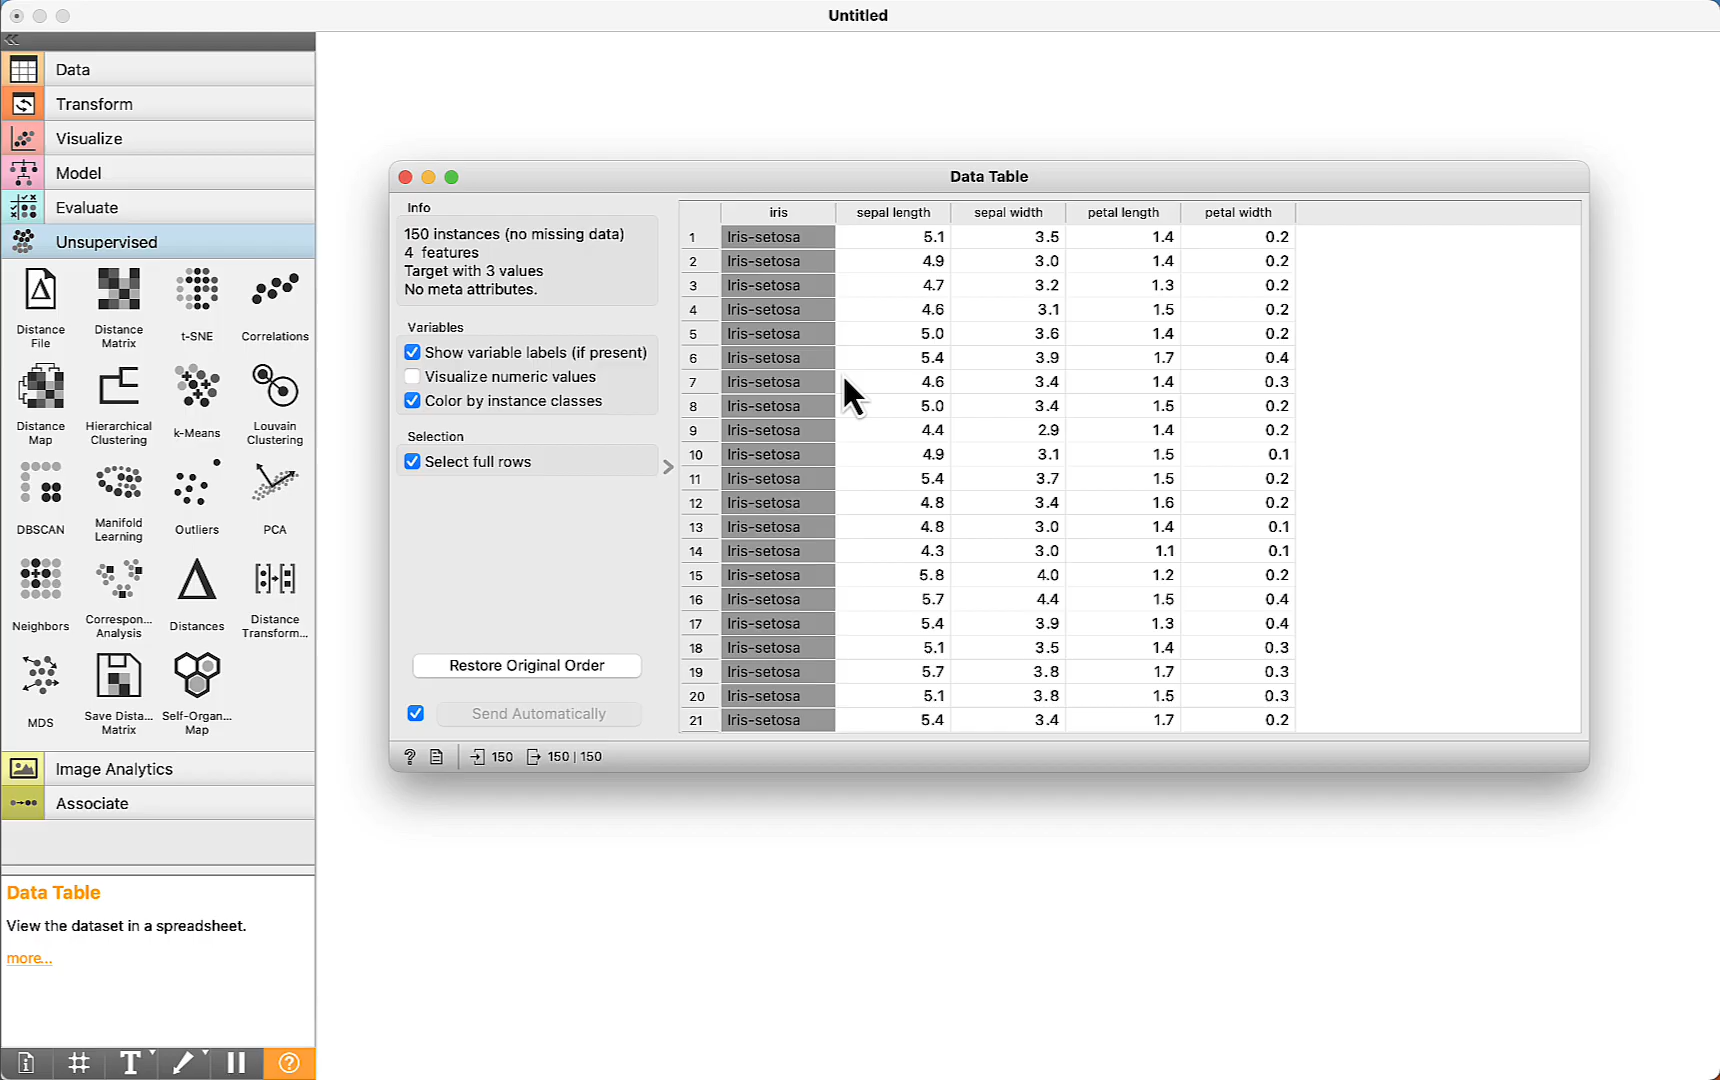 Untitled
Data
Transform
Visualize
Model
Evaluate
Unsupervised
Distance File
Distance Matrix
t-SNE
Correlations
Distance Map
Hierarchical Clustering
k-Means
Louvain Clustering
DBSCAN
Manifold Learning
Outliers
PCA
Neighbors
Correspon... Analysis
Distances
Distance Transform...
MDS
Save Dista... Matrix
Self-Organ... Map
Image Analytics
Associate
Data Table
View the dataset in a spreadsheet.
more...
Data Table
Info
150 instances (no missing data)
4 features
Target with 3 values
No meta attributes.
Variables
Show variable labels (if present)
Visualize numeric values
Color by instance classes
Selection
Select full rows
Restore Original Order
Send Automatically
150 150 | 150
iris sepal length sepal width petal length petal width
1 Iris-setosa 5.1 3.5 1.4 0.2
2 Iris-setosa 4.9 3.0 1.4 0.2
3 Iris-setosa 4.7 3.2 1.3 0.2
4 Iris-setosa 4.6 3.1 1.5 0.2
5 Iris-setosa 5.0 3.6 1.4 0.2
6 Iris-setosa 5.4 3.9 1.7 0.4
7 Iris-setosa 4.6 3.4 1.4 0.3
8 Iris-setosa 5.0 3.4 1.5 0.2
9 Iris-setosa 4.4 2.9 1.4 0.2
10 Iris-setosa 4.9 3.1 1.5 0.1
11 Iris-setosa 5.4 3.7 1.5 0.2
12 Iris-setosa 4.8 3.4 1.6 0.2
13 Iris-setosa 4.8 3.0 1.4 0.1
14 Iris-setosa 4.3 3.0 1.1 0.1
15 Iris-setosa 5.8 4.0 1.2 0.2
16 Iris-setosa 5.7 4.4 1.5 0.4
17 Iris-setosa 5.4 3.9 1.3 0.4
18 Iris-setosa 5.1 3.5 1.4 0.3
19 Iris-setosa 5.7 3.8 1.7 0.3
20 Iris-setosa 5.1 3.8 1.5 0.3
21 Iris-setosa 5.4 3.4 1.7 0.2